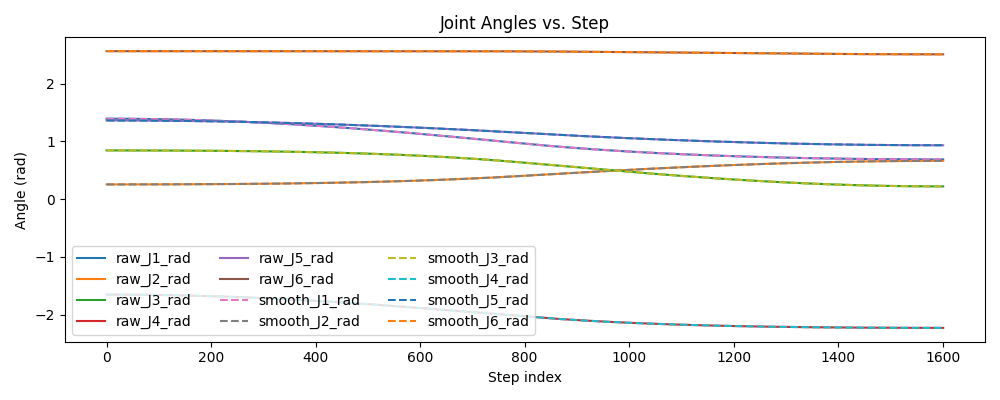 Joint Angles vs. Step
Angle (rad)
2
1
0
−1
−2
raw_J1_rad
raw_J2_rad
raw_J3_rad
raw_J4_rad
raw_J5_rad
raw_J6_rad
smooth_J1_rad
smooth_J2_rad
smooth_J3_rad
smooth_J4_rad
smooth_J5_rad
smooth_J6_rad
0 200 400 600 800 1000 1200 1400 1600
Step index